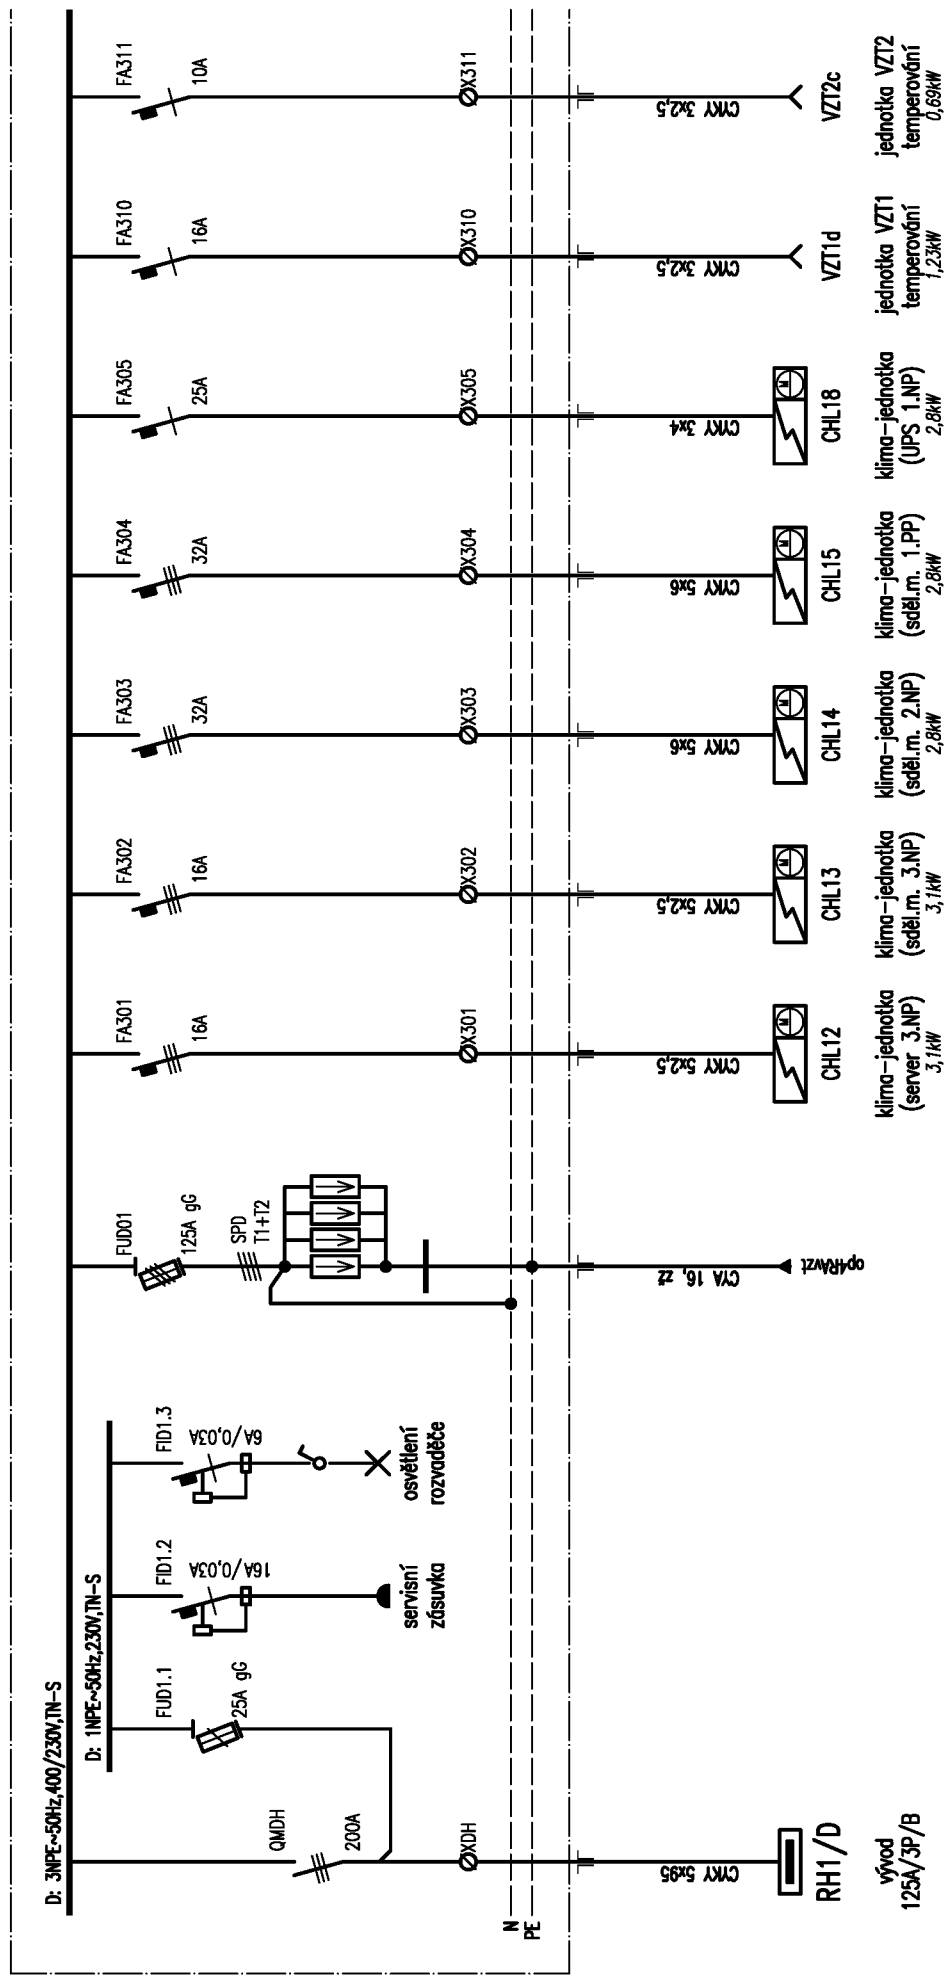 D: 3NPE~50Hz,400/230V,TN-S
D: 1NPE~50Hz,230V,TN-S
QMDH
200A
XDH
CYKY 5x95
RH1/D
vývod
125A/3P/B
FUD1.1
25A gG
FID1.2
16A/0,03A
servisní
zásuvka
FID1.3
6A/0,03A
osvětlení
rozvaděče
FUD01
125A gG
SPD
T1+T2
CYA 16, zž
op4RAvzt
N
PE
FA301
16A
X301
CYKY 5x2,5
CHL12
klima-jednotka
(server 3.NP)
3,1kW
FA302
16A
X302
CYKY 5x2,5
CHL13
klima-jednotka
(sděl.m. 3.NP)
3,1kW
FA303
32A
X303
CYKY 5x6
CHL14
klima-jednotka
(sděl.m. 2.NP)
2,8kW
FA304
32A
X304
CYKY 5x6
CHL15
klima-jednotka
(sděl.m. 1.PP)
2,8kW
FA305
25A
X305
CYKY 3x4
CHL18
klima-jednotka
(UPS 1.NP)
2,8kW
FA310
16A
X310
CYKY 3x2,5
VZT1d
jednotka VZT1
temperování
1,23kW
FA311
10A
X311
CYKY 3x2,5
VZT2c
jednotka VZT2
temperování
0,69kW
M
M
M
M
M